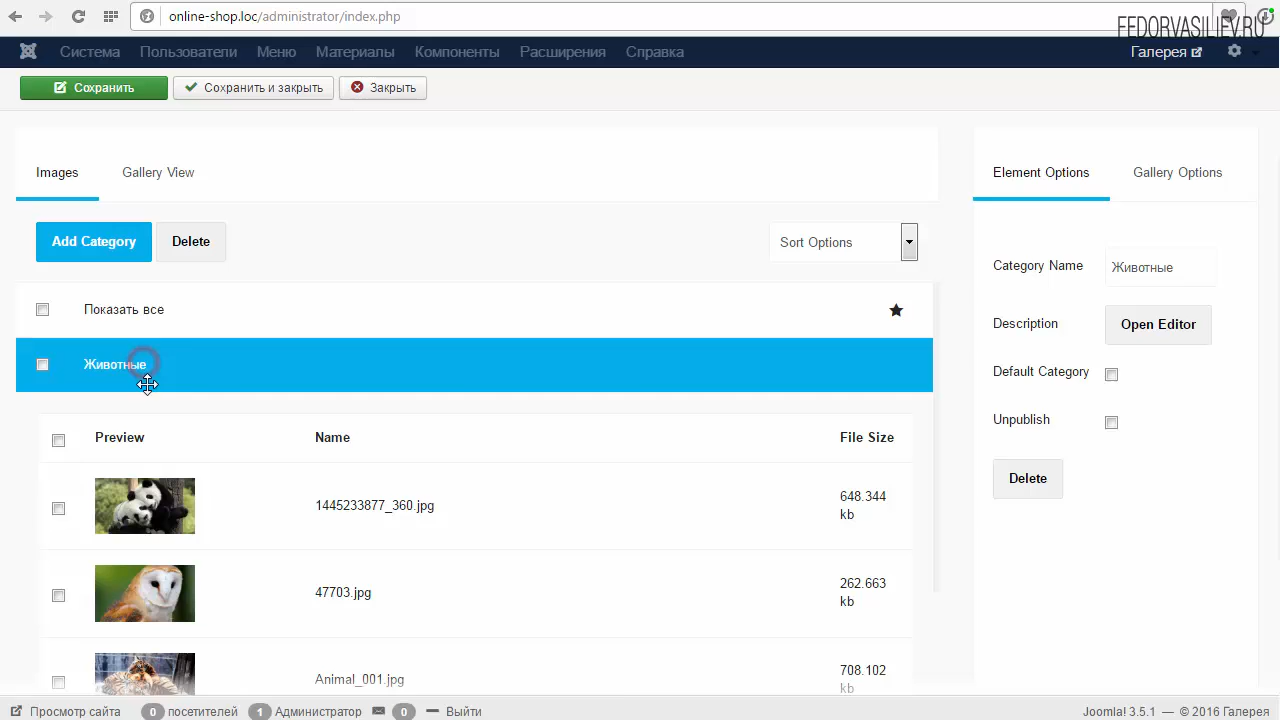 online-shop.loc/administrator/index.php
FEDORVASILIEV.RU
Система Пользователи Меню Материалы Компоненты Расширения Справка Галерея
Сохранить Сохранить и закрыть Закрыть
Images Gallery View
Element Options Gallery Options
Add Category Delete Sort Options
Category Name Животные
Показать все
Description Open Editor
Животные
Default Category
Unpublish
Preview Name File Size
Delete
1445233877_360.jpg 648.344
kb
47703.jpg 262.663
kb
Animal_001.jpg 708.102
kb
Просмотр сайта 0 посетителей 1 Администратор 0 Выйти Joomla! 3.5.1 — © 2016 Галерея